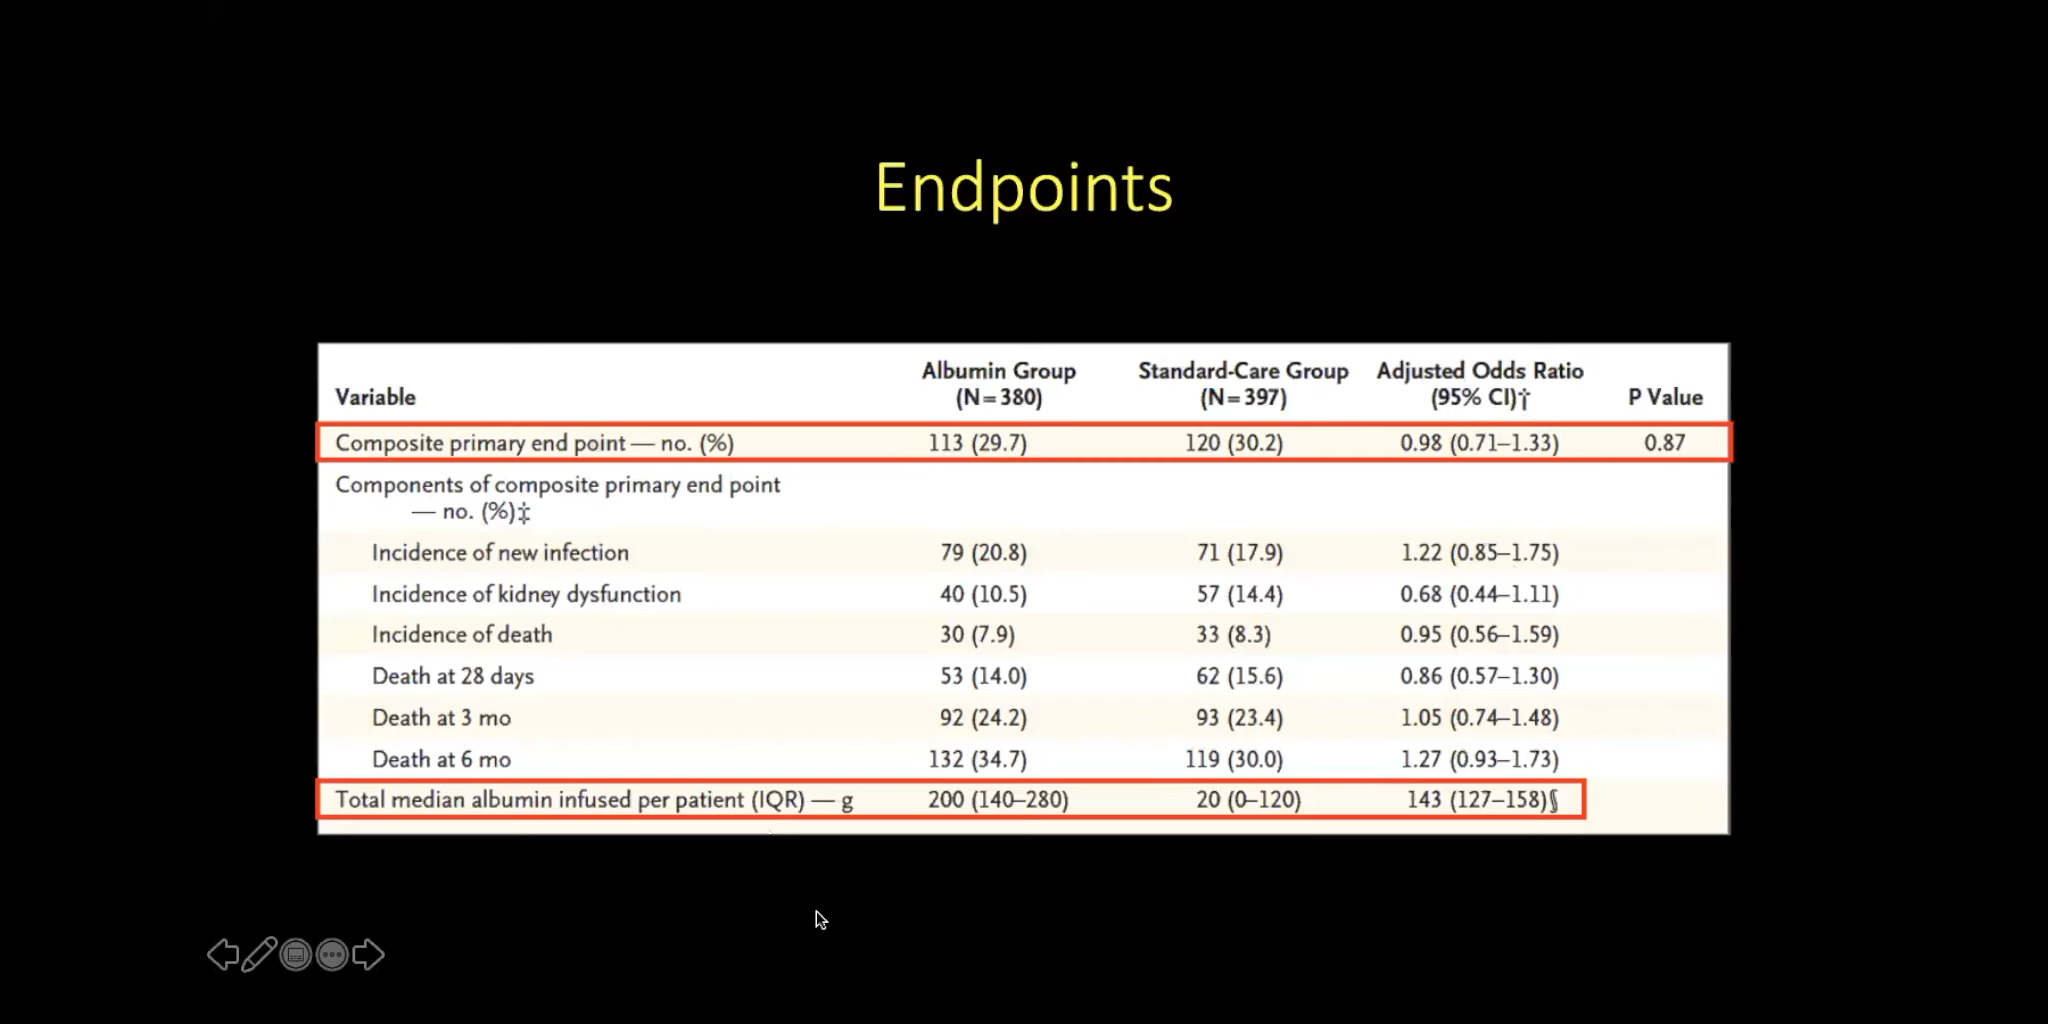 Endpoints
Variable
Albumin Group
(N=380)
Standard-Care Group
(N=397)
Adjusted Odds Ratio
(95% CI)†
P Value
Composite primary end point — no. (%) 113 (29.7) 120 (30.2) 0.98 (0.71–1.33) 0.87
Components of composite primary end point
— no. (%)‡
Incidence of new infection 79 (20.8) 71 (17.9) 1.22 (0.85–1.75)
Incidence of kidney dysfunction 40 (10.5) 57 (14.4) 0.68 (0.44–1.11)
Incidence of death 30 (7.9) 33 (8.3) 0.95 (0.56–1.59)
Death at 28 days 53 (14.0) 62 (15.6) 0.86 (0.57–1.30)
Death at 3 mo 92 (24.2) 93 (23.4) 1.05 (0.74–1.48)
Death at 6 mo 132 (34.7) 119 (30.0) 1.27 (0.93–1.73)
Total median albumin infused per patient (IQR) — g 200 (140–280) 20 (0–120) 143 (127–158)§